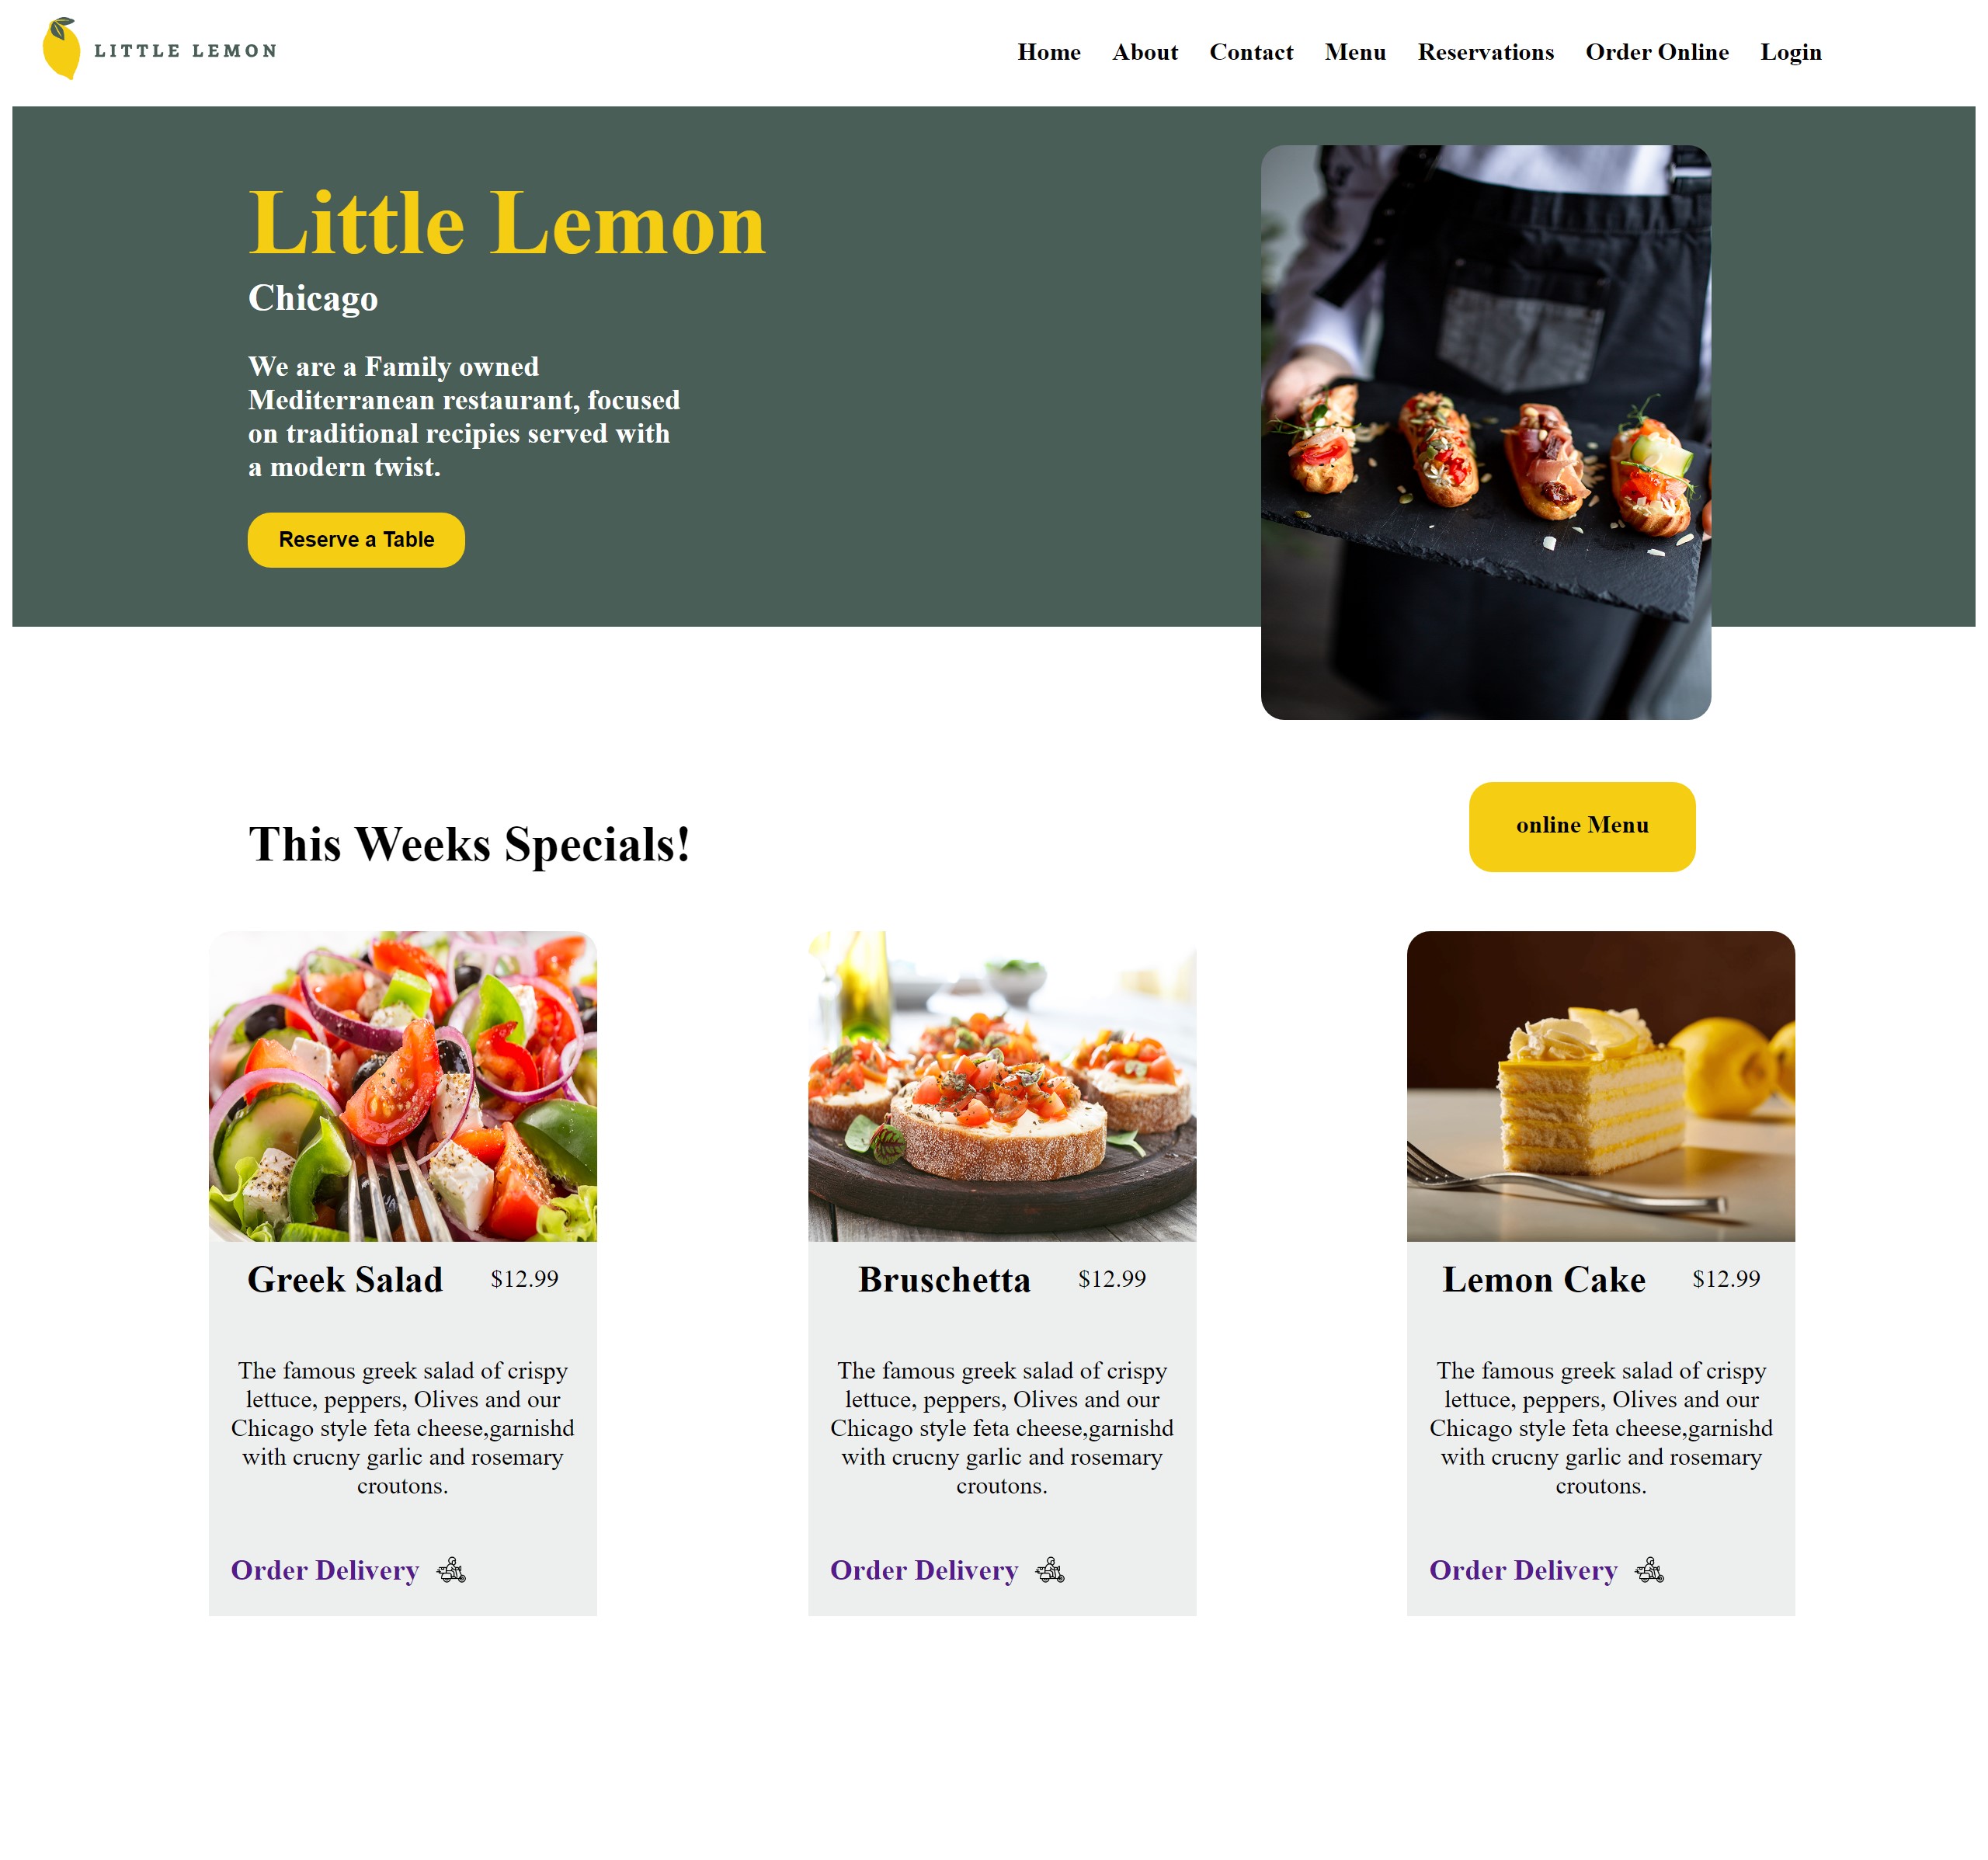 LITTLE LEMON
Home About Contact Menu Reservations Order Online Login
Little Lemon
Chicago
We are a Family owned
Mediterranean restaurant, focused
on traditional recipies served with
a modern twist.
Reserve a Table
This Weeks Specials!
online Menu
Greek Salad $12.99
The famous greek salad of crispy
lettuce, peppers, Olives and our
Chicago style feta cheese,garnishd
with crucny garlic and rosemary
croutons.
Order Delivery
Bruschetta $12.99
The famous greek salad of crispy
lettuce, peppers, Olives and our
Chicago style feta cheese,garnishd
with crucny garlic and rosemary
croutons.
Order Delivery
Lemon Cake $12.99
The famous greek salad of crispy
lettuce, peppers, Olives and our
Chicago style feta cheese,garnishd
with crucny garlic and rosemary
croutons.
Order Delivery